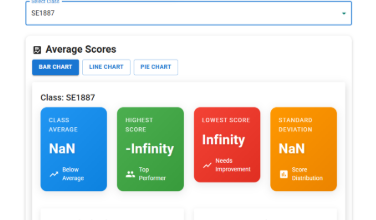 Select Class
SE1887
Average Scores
BAR CHART
LINE CHART
PIE CHART
Class: SE1887
CLASS
AVERAGE
NaN
Below
Average
HIGHEST
SCORE
-Infinity
Top
Performer
LOWEST SCORE
Infinity
Needs
Improvement
STANDARD
DEVIATION
NaN
Score
Distribution